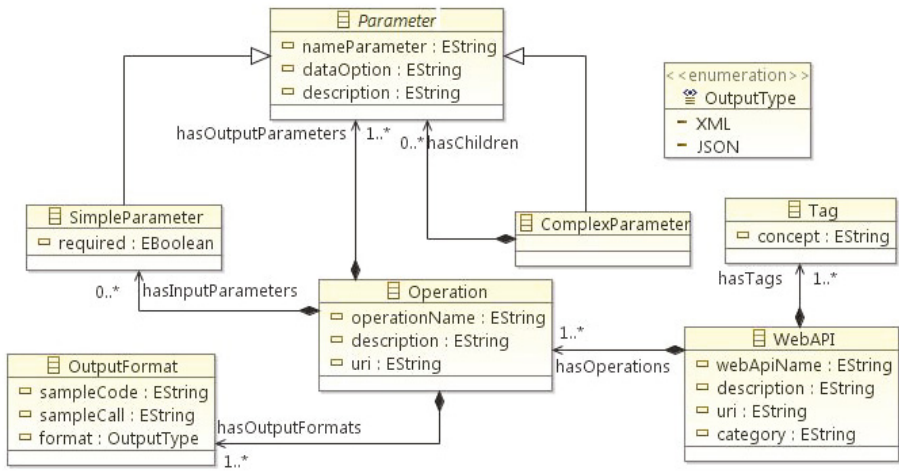 Parameter
nameParameter : EString
dataOption : EString
description : EString
<<enumeration>>
OutputType
XML
JSON
hasOutputParameters
1..*
0..*
hasChildren
SimpleParameter
required : EBoolean
ComplexParameter
Tag
concept : EString
hasTags
1..*
0..*
hasInputParameters
Operation
operationName : EString
description : EString
uri : EString
1..*
hasOperations
WebAPI
webApiName : EString
description : EString
uri : EString
category : EString
OutputFormat
sampleCode : EString
sampleCall : EString
format : OutputType
hasOutputFormats
1..*